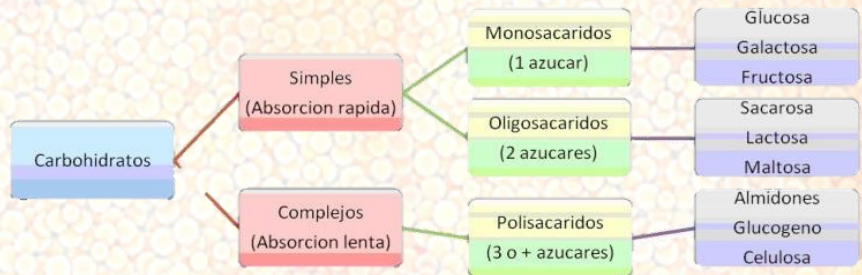 Carbohidratos
Simples
(Absorcion rapida)
Monosacaridos
(1 azucar)
Glucosa
Galactosa
Fructosa
Oligosacaridos
(2 azucares)
Sacarosa
Lactosa
Maltosa
Complejos
(Absorcion lenta)
Polisacaridos
(3 o + azucares)
Almidones
Glucogeno
Celulosa